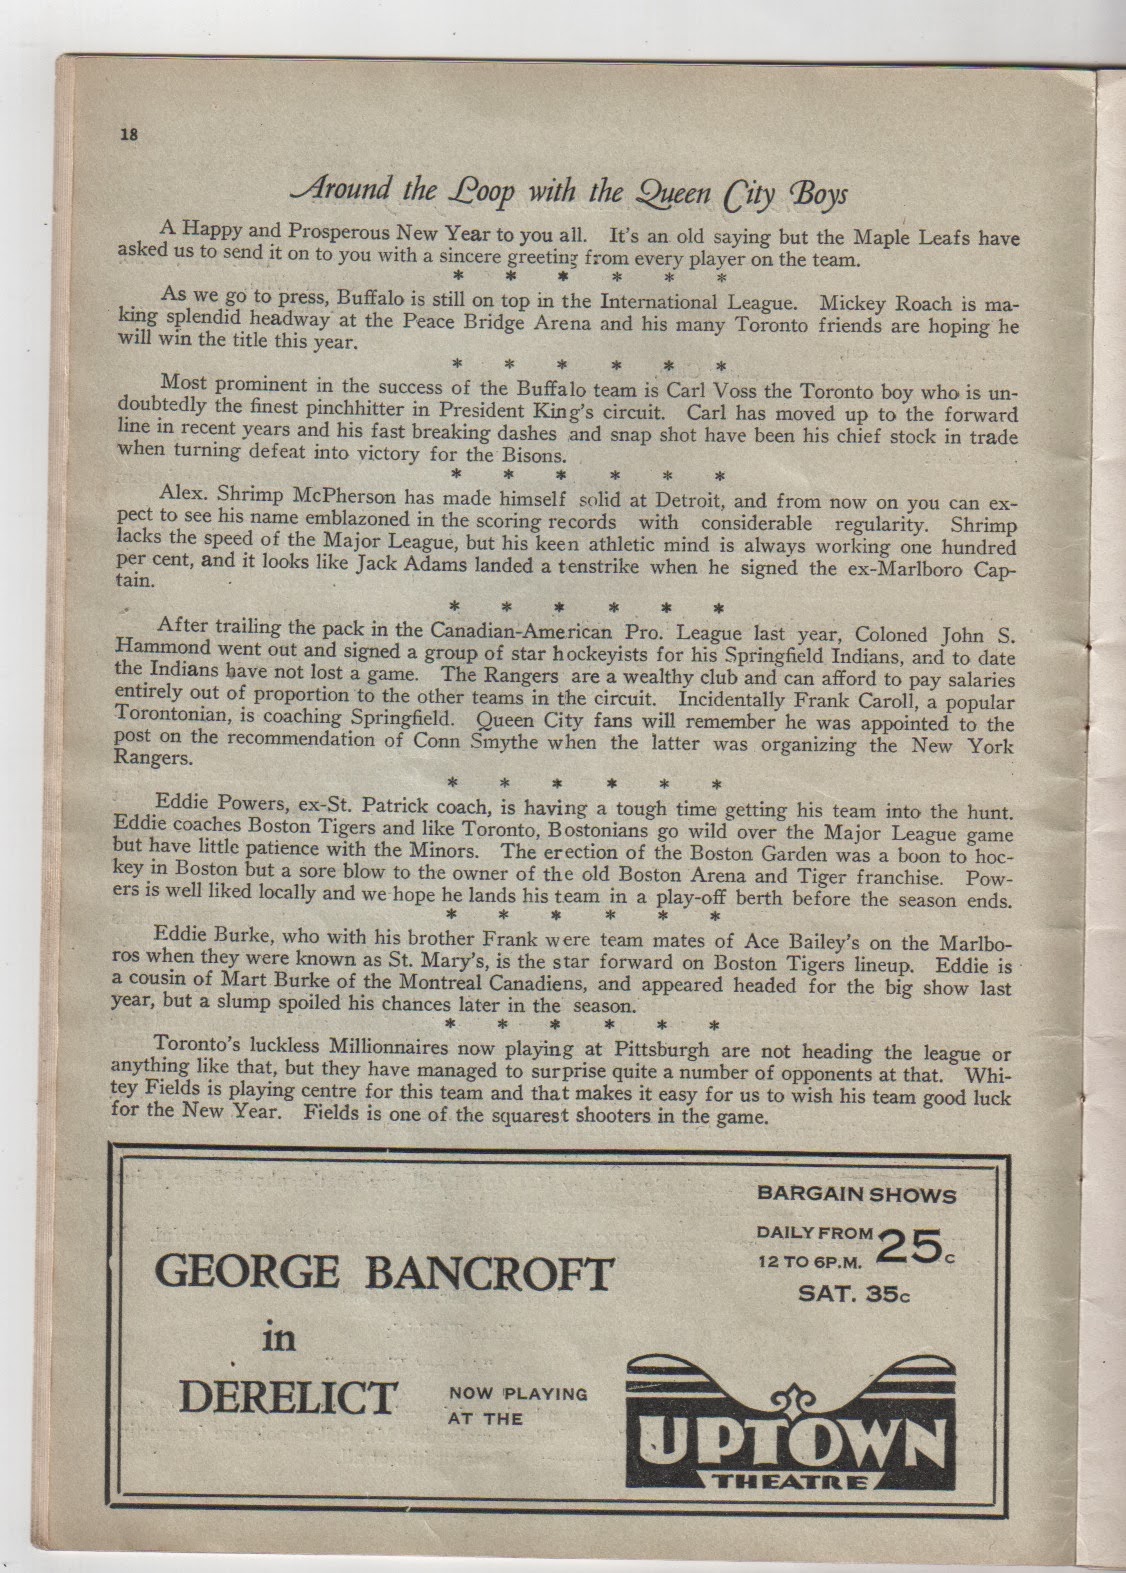 18
Around the Loop with the Queen City Boys
A Happy and Prosperous New Year to you all. It's an old saying but the Maple Leafs have
asked us to send it on to you with a sincere greeting from every player on the team.
* * * * * *
As we go to press, Buffalo is still on top in the International League. Mickey Roach is ma-
king splendid headway at the Peace Bridge Arena and his many Toronto friends are hoping he
will win the title this year.
* * * * * *
Most prominent in the success of the Buffalo team is Carl Voss the Toronto boy who is un-
doubtedly the finest pinchhitter in President King's circuit. Carl has moved up to the forward
line in recent years and his fast breaking dashes and snap shot have been his chief stock in trade
when turning defeat into victory for the Bisons.
* * * * * *
Alex. Shrimp McPherson has made himself solid at Detroit, and from now on you can ex-
pect to see his name emblazoned in the scoring records with considerable regularity. Shrimp
lacks the speed of the Major League, but his keen athletic mind is always working one hundred
per cent, and it looks like Jack Adams landed a tenstrike when he signed the ex-Marlboro Cap-
tain.
* * * * * *
After trailing the pack in the Canadian-American Pro. League last year, Coloned John S.
Hammond went out and signed a group of star hockeyists for his Springfield Indians, and to date
the Indians have not lost a game. The Rangers are a wealthy club and can afford to pay salaries
entirely out of proportion to the other teams in the circuit. Incidentally Frank Caroll, a popular
Torontonian, is coaching Springfield. Queen City fans will remember he was appointed to the
post on the recommendation of Conn Smythe when the latter was organizing the New York
Rangers.
* * * * * *
Eddie Powers, ex-St. Patrick coach, is having a tough time getting his team into the hunt.
Eddie coaches Boston Tigers and like Toronto, Bostonians go wild over the Major League game
but have little patience with the Minors. The erection of the Boston Garden was a boon to hoc-
key in Boston but a sore blow to the owner of the old Boston Arena and Tiger franchise. Pow-
ers is well liked locally and we hope he lands his team in a play-off berth before the season ends.
* * * * * *
Eddie Burke, who with his brother Frank were team mates of Ace Bailey's on the Marlbo-
ros when they were known as St. Mary's, is the star forward on Boston Tigers lineup. Eddie is
a cousin of Mart Burke of the Montreal Canadiens, and appeared headed for the big show last
year, but a slump spoiled his chances later in the season.
* * * * * *
Toronto's luckless Millionnaires now playing at Pittsburgh are not heading the league or
anything like that, but they have managed to surprise quite a number of opponents at that. Whi-
tey Fields is playing centre for this team and that makes it easy for us to wish his team good luck
for the New Year. Fields is one of the squarest shooters in the game.
BARGAIN SHOWS
DAILY FROM
12 TO 6P.M. 25c
SAT. 35c
GEORGE BANCROFT
in
DERELICT
NOW PLAYING
AT THE
UPTOWN
THEATRE